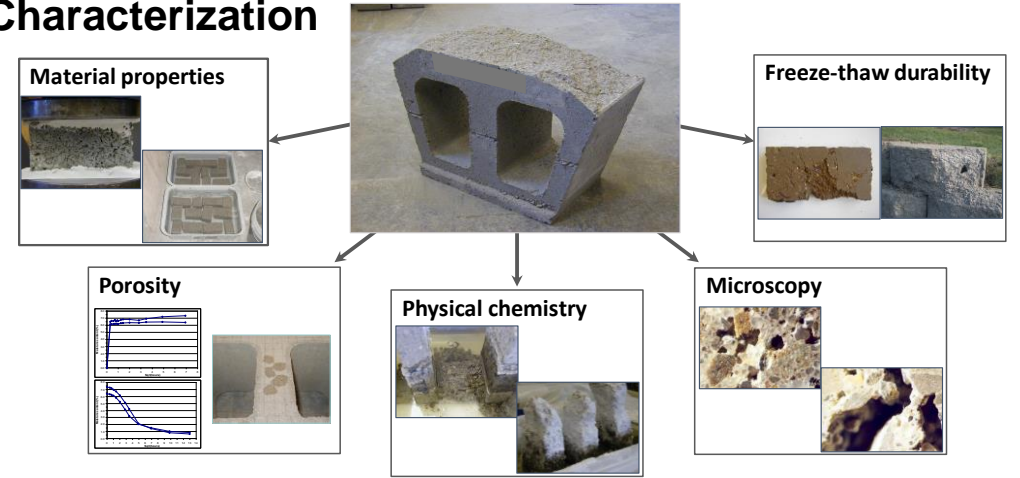 Characterization
Material properties
Freeze-thaw durability
Porosity
Physical chemistry
Microscopy